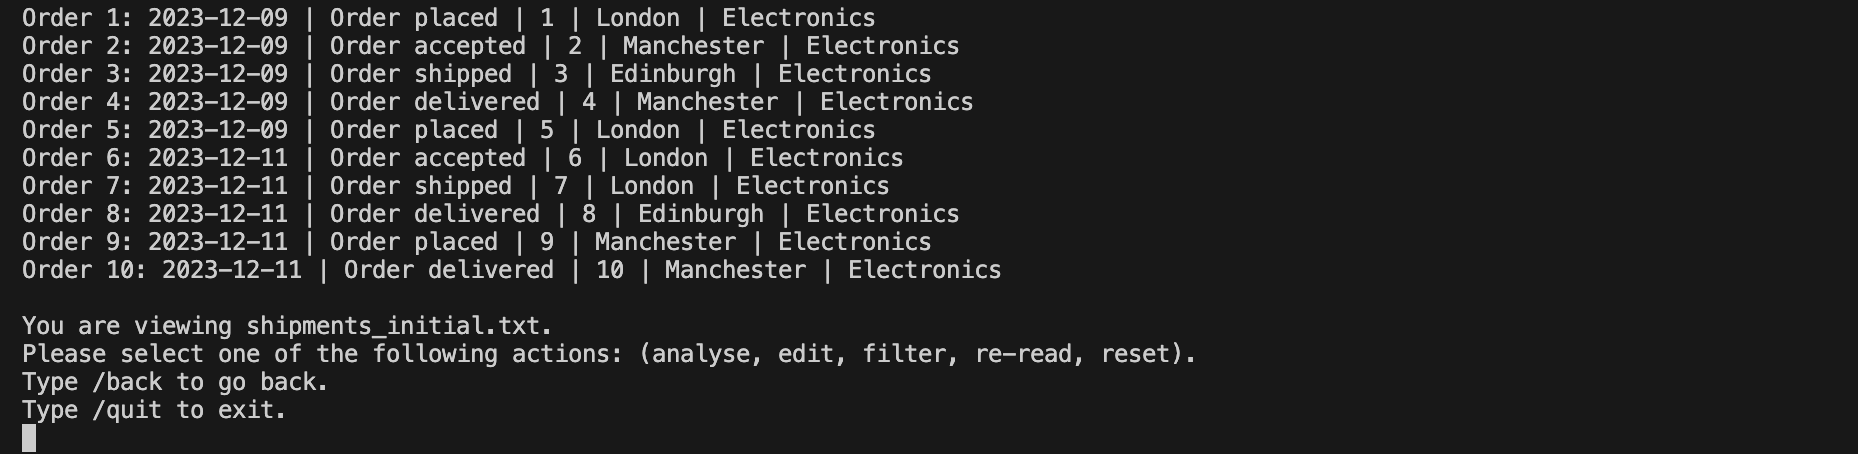 Order 1: 2023-12-09 | Order placed | 1 | London | Electronics
Order 2: 2023-12-09 | Order accepted | 2 | Manchester | Electronics
Order 3: 2023-12-09 | Order shipped | 3 | Edinburgh | Electronics
Order 4: 2023-12-09 | Order delivered | 4 | Manchester | Electronics
Order 5: 2023-12-09 | Order placed | 5 | London | Electronics
Order 6: 2023-12-11 | Order accepted | 6 | London | Electronics
Order 7: 2023-12-11 | Order shipped | 7 | London | Electronics
Order 8: 2023-12-11 | Order delivered | 8 | Edinburgh | Electronics
Order 9: 2023-12-11 | Order placed | 9 | Manchester | Electronics
Order 10: 2023-12-11 | Order delivered | 10 | Manchester | Electronics
You are viewing shipments_initial.txt.
Please select one of the following actions: (analyse, edit, filter, re-read, reset).
Type /back to go back.
Type /quit to exit.